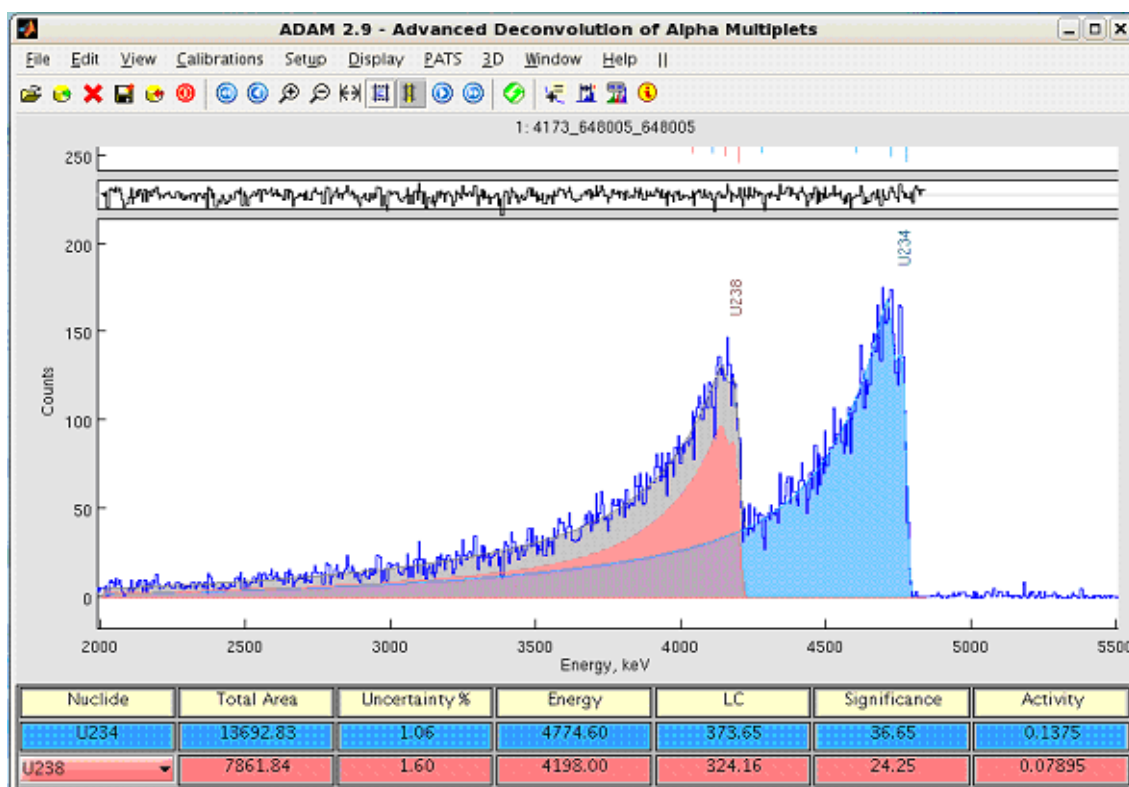 ADAM 2.9 - Advanced Deconvolution of Alpha Multiplets
File Edit View Calibrations Setup Display PATS 3D Window Help ||
1: 4173_648005_648005
250
200
150
100
50
0
Counts
U238
U234
2000 2500 3000 3500 4000 4500 5000 5500
Energy, keV
Nuclide Total Area Uncertainty % Energy LC Significance Activity
U234 13692.83 1.06 4774.60 373.65 36.65 0.1375
U238 7861.84 1.60 4198.00 324.16 24.25 0.07895